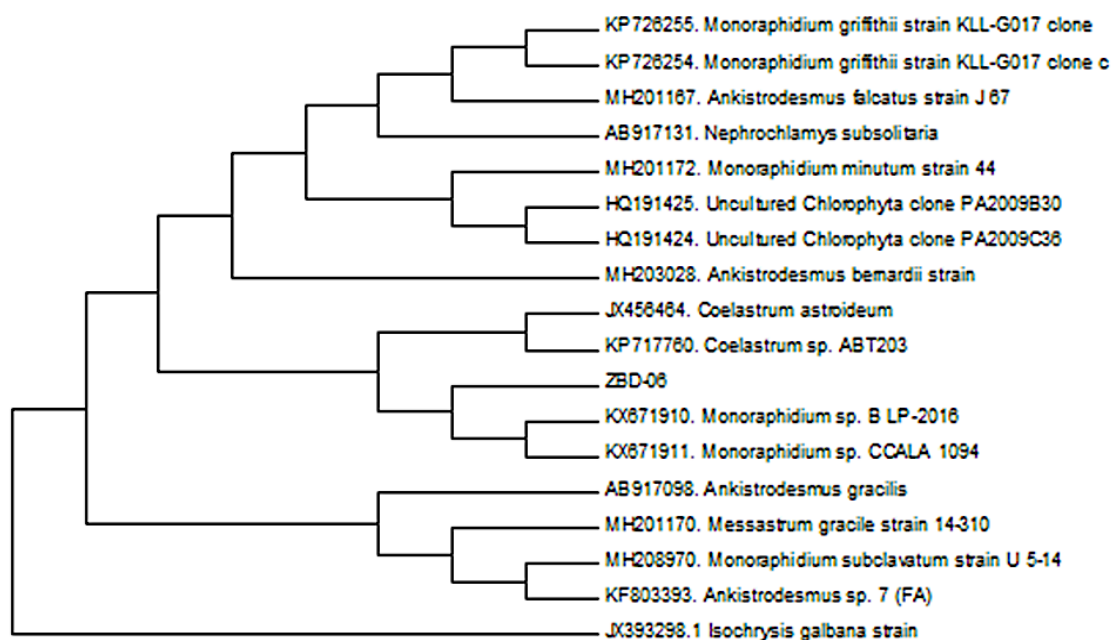 KP726255. Monoraphidium griffithii strain KLL-G017 clone
KP726254. Monoraphidium griffithii strain KLL-G017 clone c
MH201167. Ankistrodesmus falcatus strain J 67
AB917131. Nephrochlamys subsolitaria
MH201172. Monoraphidium minutum strain 44
HQ191425. Uncultured Chlorophyta clone PA2009B30
HQ191424. Uncultured Chlorophyta clone PA2009C36
MH203028. Ankistrodesmus bernardii strain
JX456464. Coelastrum astroideum
KP717760. Coelastrum sp. ABT203
ZBD-06
KX671910. Monoraphidium sp. B LP-2016
KX671911. Monoraphidium sp. CCALA 1094
AB917098. Ankistrodesmus gracilis
MH201170. Messastrum gracile strain 14-310
MH208970. Monoraphidium subclavatum strain U 5-14
KF803393. Ankistrodesmus sp. 7 (FA)
JX393298.1 Isochrysis galbana strain